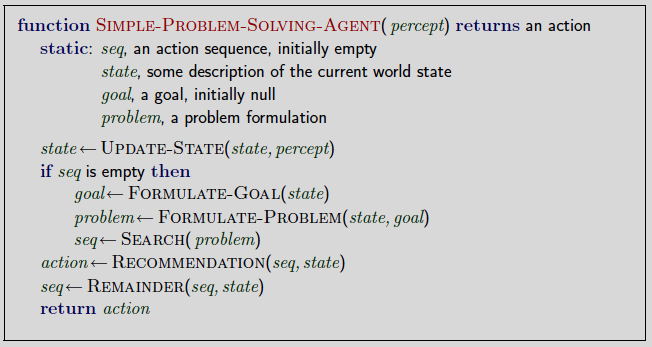 function SIMPLE-PROBLEM-SOLVING-AGENT( percept) returns an action
static: seq, an action sequence, initially empty
state, some description of the current world state
goal, a goal, initially null
problem, a problem formulation
state ← UPDATE-STATE(state, percept)
if seq is empty then
goal ← FORMULATE-GOAL(state)
problem ← FORMULATE-PROBLEM(state, goal)
seq ← SEARCH( problem)
action ← RECOMMENDATION(seq, state)
seq ← REMAINDER(seq, state)
return action